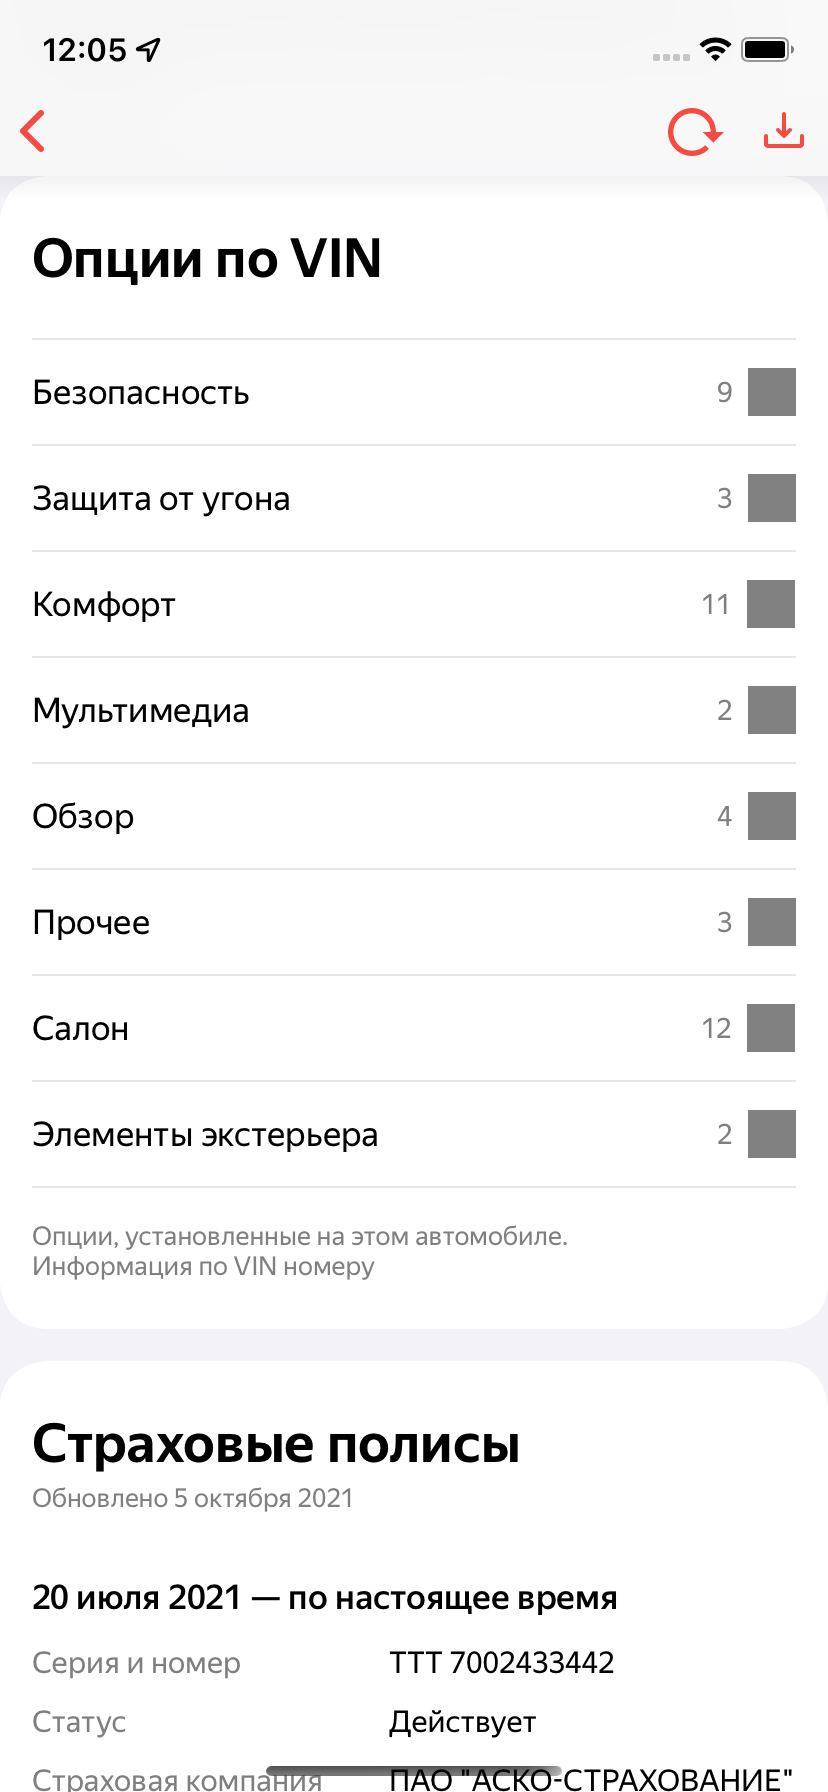 12:05
Опции по VIN
Безопасность 9
Защита от угона 3
Комфорт 11
Мультимедиа 2
Обзор 4
Прочее 3
Салон 12
Элементы экстерьера 2
Опции, установленные на этом автомобиле.
Информация по VIN номеру
Страховые полисы
Обновлено 5 октября 2021
20 июля 2021 — по настоящее время
Серия и номер ТТТ 7002433442
Статус Действует
Страховая компания ПАО "АСКО-СТРАХОВАНИЕ"